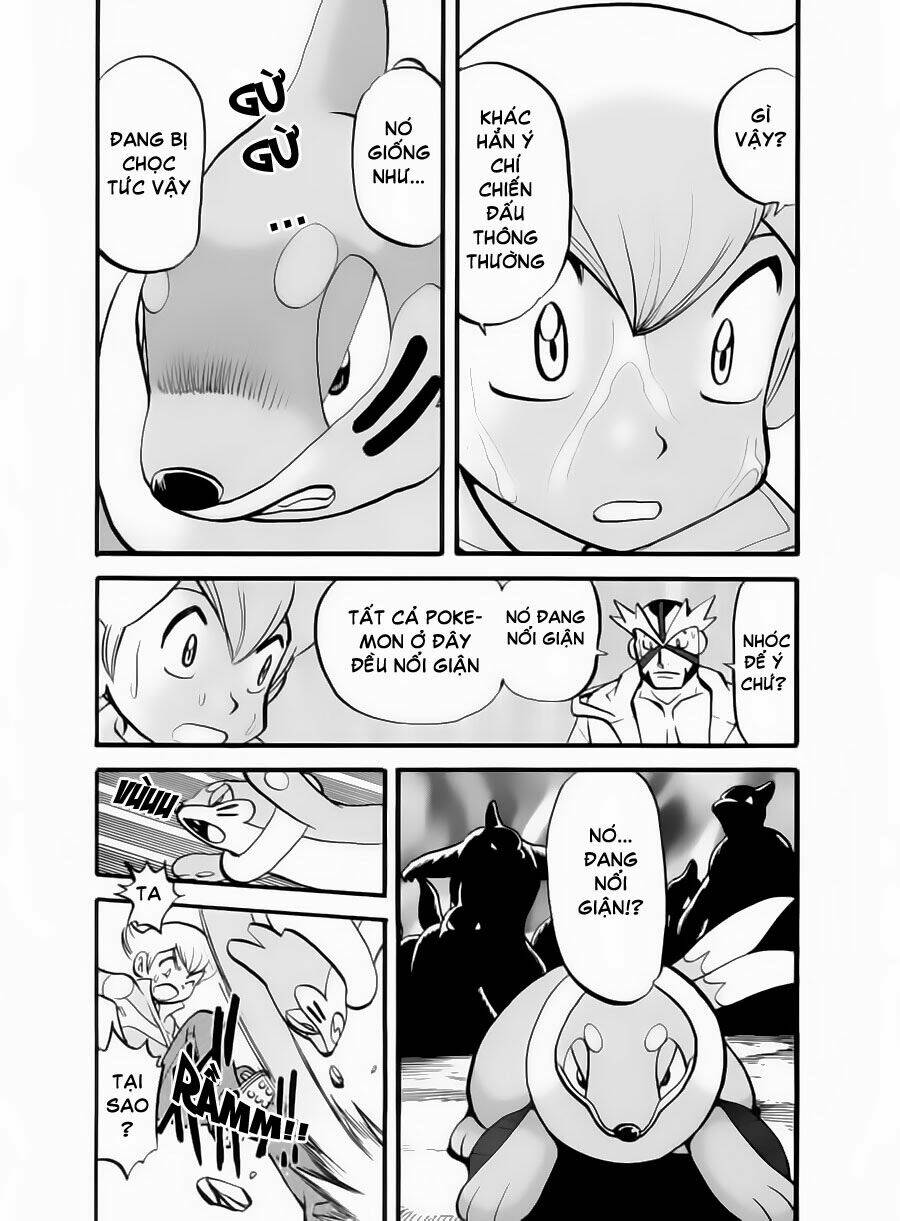 GÌ
VẬY?
KHÁC
HẲN Ý
CHÍ
CHIẾN
ĐẤU
THÔNG
THƯỜNG
NÓ
GIỐNG
NHƯ...
GỪ
GỪ
...
ĐANG BỊ
CHỌC
TỨC VẬY
NHÓC
ĐỂ Ý
CHỨ?
NÓ ĐANG
NỔI GIẬN
TẤT CẢ POKE-
MON Ở ĐÂY
ĐỀU NỔI GIẬN
NÓ...
ĐANG
NỔI
GIẬN!?
VÙUU
TA
TẠI
SAO
?
RẦMM!!